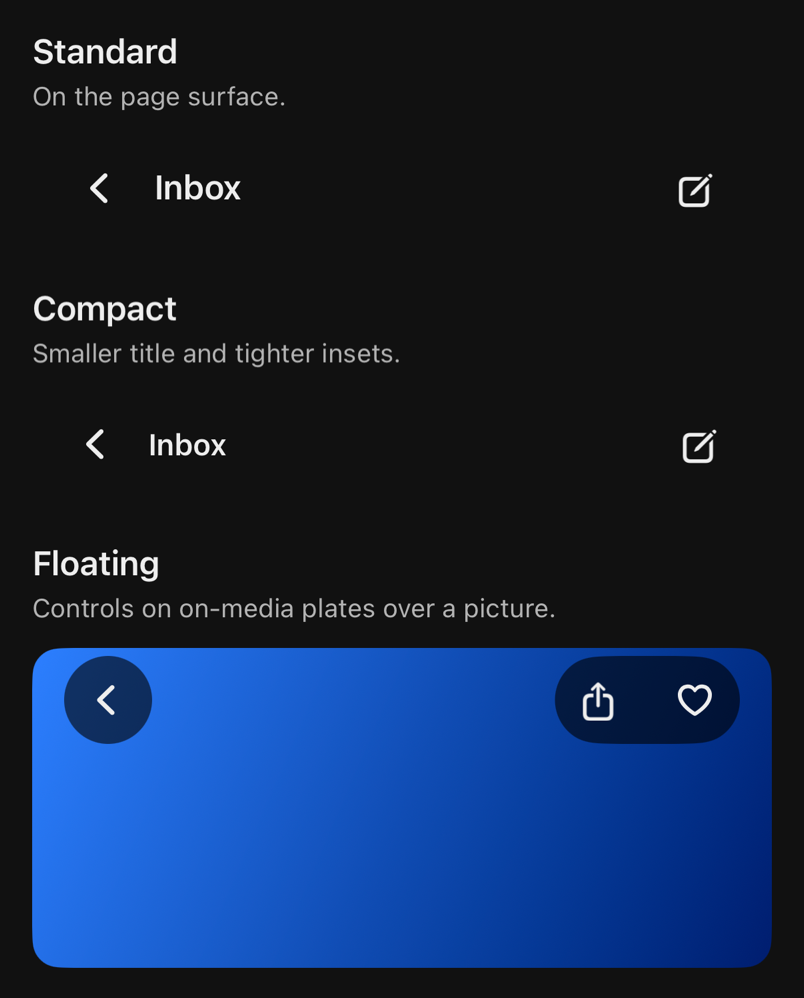 Standard
On the page surface.
Inbox
Compact
Smaller title and tighter insets.
Inbox
Floating
Controls on on-media plates over a picture.